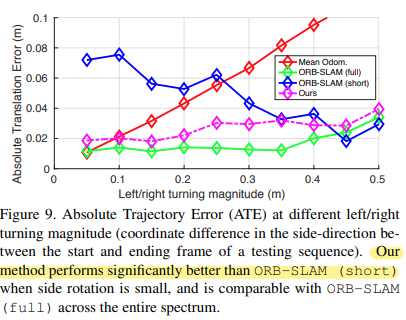 0.1
0.08
0.06
0.04
0.02
0
Absolute Translation Error (m)
Mean Odom.
ORB-SLAM (full)
ORB-SLAM (short)
Ours
0 0.1 0.2 0.3 0.4 0.5
Left/right turning magnitude (m)
Figure 9. Absolute Trajectory Error (ATE) at different left/right
turning magnitude (coordinate difference in the side-direction be-
tween the start and ending frame of a testing sequence). Our
method performs significantly better than ORB-SLAM (short)
when side rotation is small, and is comparable with ORB-SLAM
(full) across the entire spectrum.